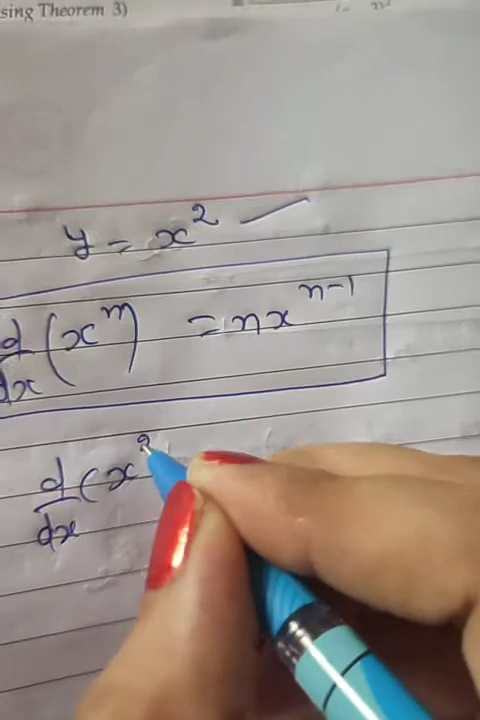 sing Theorem 3)
y = x²
d/dx (xⁿ) = nxⁿ⁻¹
d/dx (x²